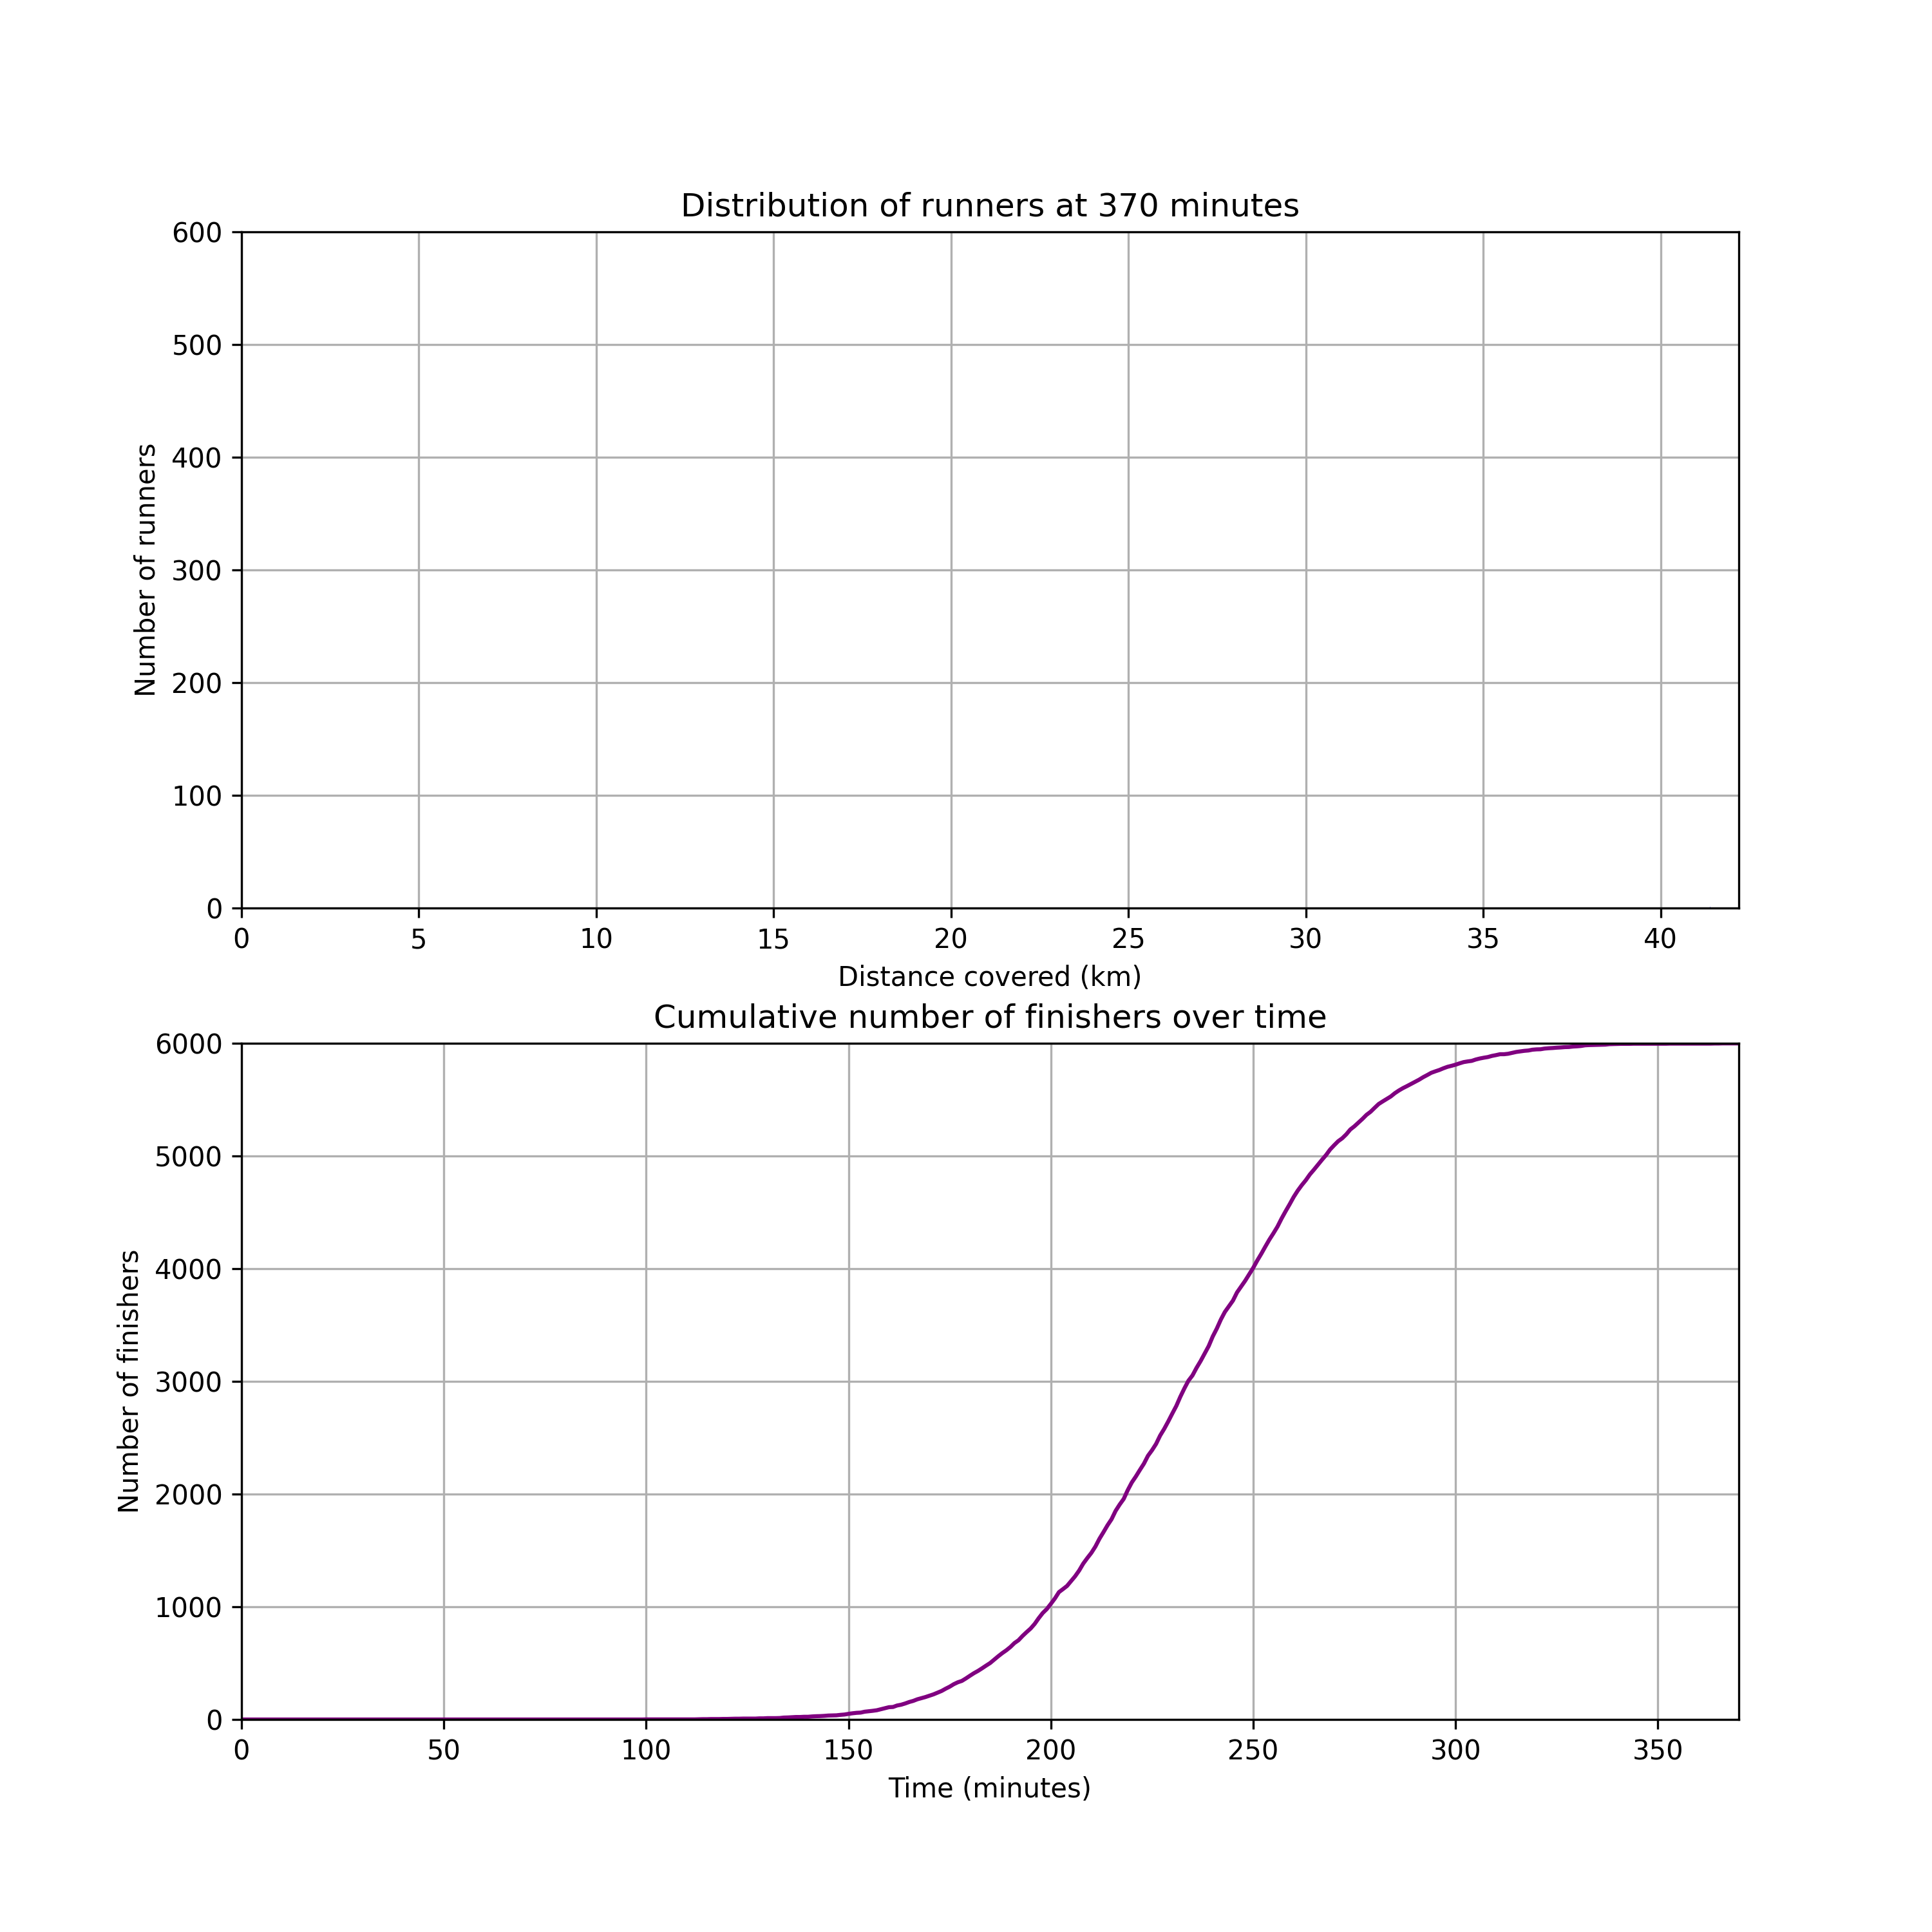 Distribution of runners at 370 minutes
600
500
400
300
200
100
0
Number of runners
0 5 10 15 20 25 30 35 40
Distance covered (km)
Cumulative number of finishers over time
6000
5000
4000
3000
2000
1000
0
Number of finishers
0 50 100 150 200 250 300 350
Time (minutes)